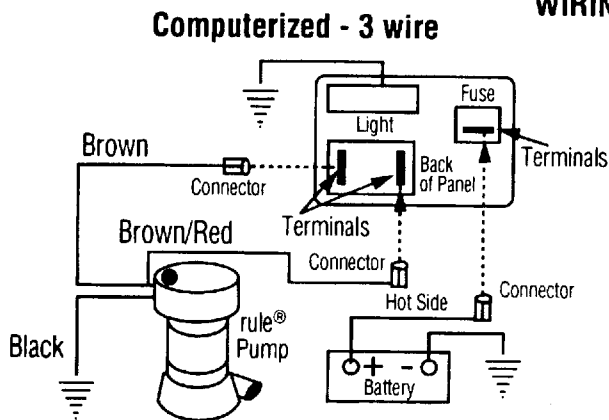 WIRIN
Computerized - 3 wire
Fuse
Light
Brown
Terminals
Back
of Panel
Connector
Terminals
Brown/Red
Connector
Connector
Hot Side
rule®
Pump
Black
+ -
Battery